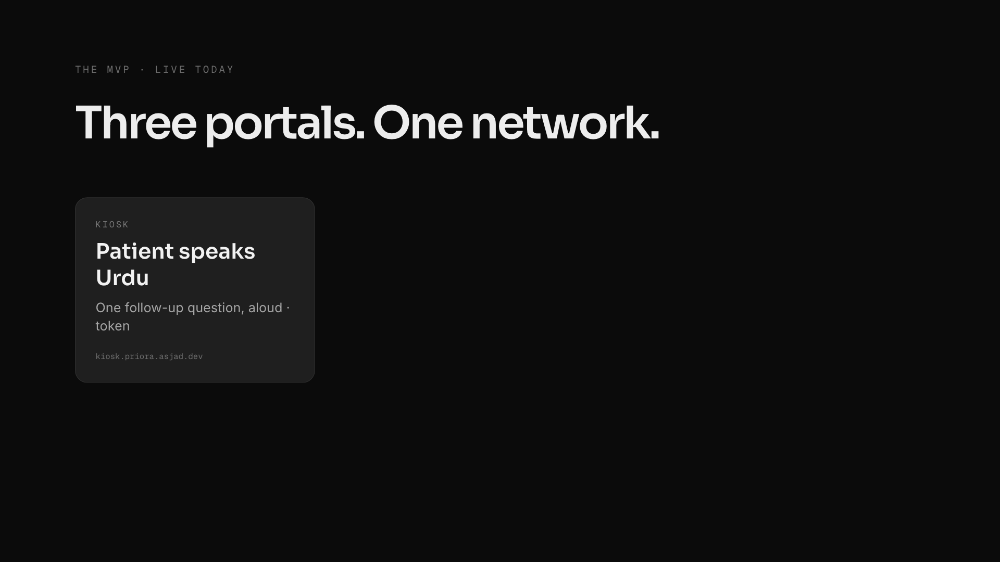 THE MVP · LIVE TODAY
Three portals. One network.
KIOSK
Patient speaks
Urdu
One follow-up question, aloud ·
token
kiosk.priora.asjad.dev